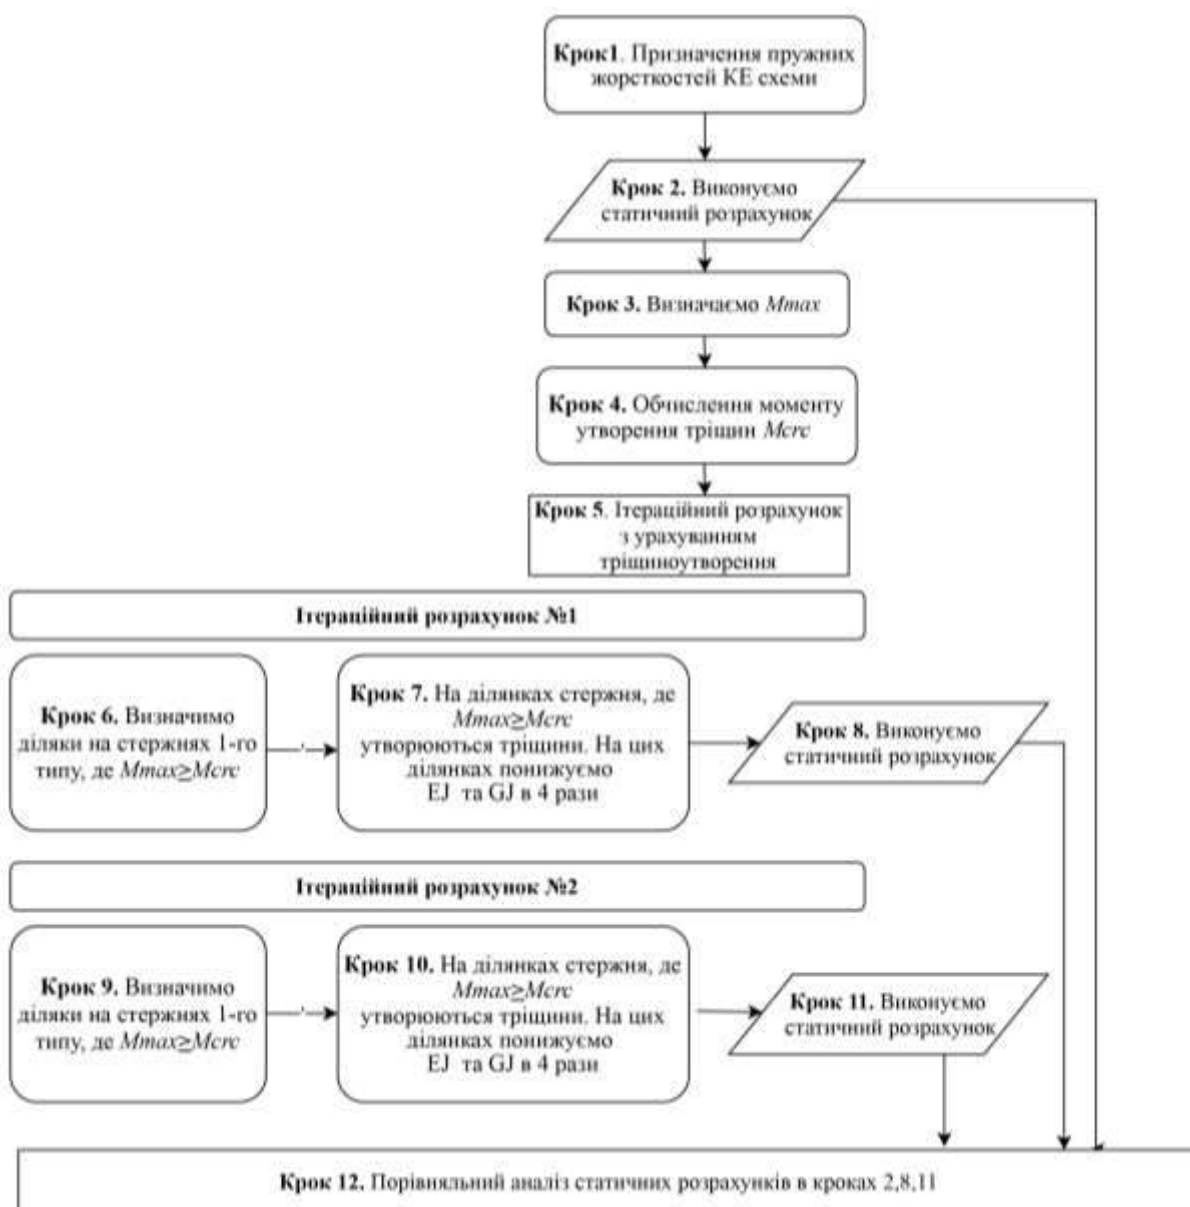 Крок1. Призначення пружних
жорсткостей КЕ схеми
Крок 2. Виконуємо
статичний розрахунок
Крок 3. Визначаємо Mmax
Крок 4. Обчислення моменту
утворення тріщин Mcrc
Крок 5. Ітераційний розрахунок
з урахуванням
тріщиноутворення
Ітераційний розрахунок №1
Крок 6. Визначимо
діляки на стержнях 1-го
типу, де Mmax≥Mcrc
Крок 7. На ділянках стержня, де
Mmax≥Mcrc
утворюються тріщини. На цих
ділянках понижуємо
EJ та GJ в 4 рази
Крок 8. Виконуємо
статичний розрахунок
Ітераційний розрахунок №2
Крок 9. Визначимо
діляки на стержнях 1-го
типу, де Mmax≥Mcrc
Крок 10. На ділянках стержня, де
Mmax≥Mcrc
утворюються тріщини. На цих
ділянках понижуємо
EJ та GJ в 4 рази
Крок 11. Виконуємо
статичний розрахунок
Крок 12. Порівняльний аналіз статичних розрахунків в кроках 2,8,11